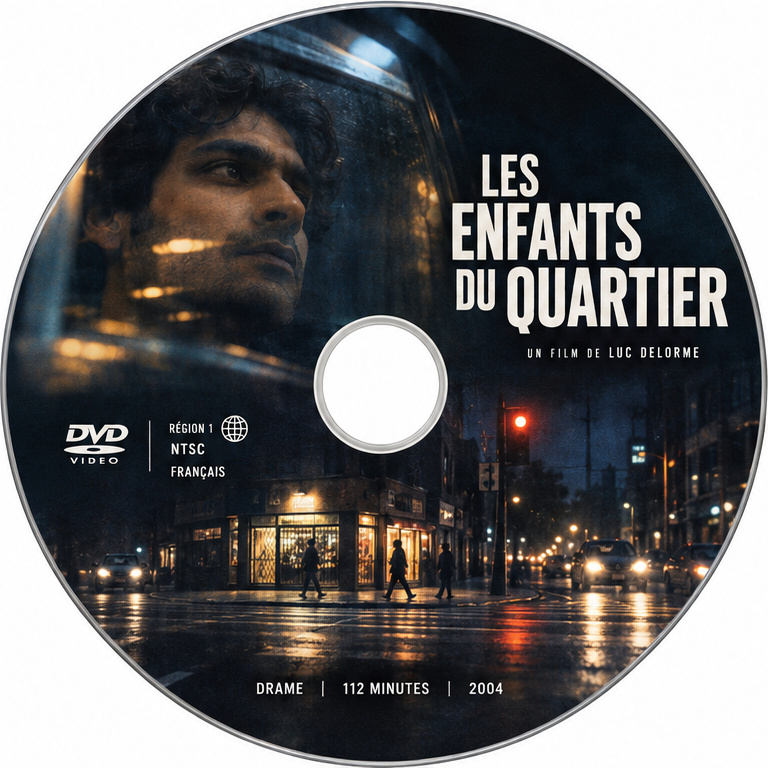 LES
ENFANTS
DU QUARTIER
UN FILM DE LUC DELORME
DVD
VIDEO
RÉGION 1
NTSC
FRANÇAIS
DRAME | 112 MINUTES | 2004